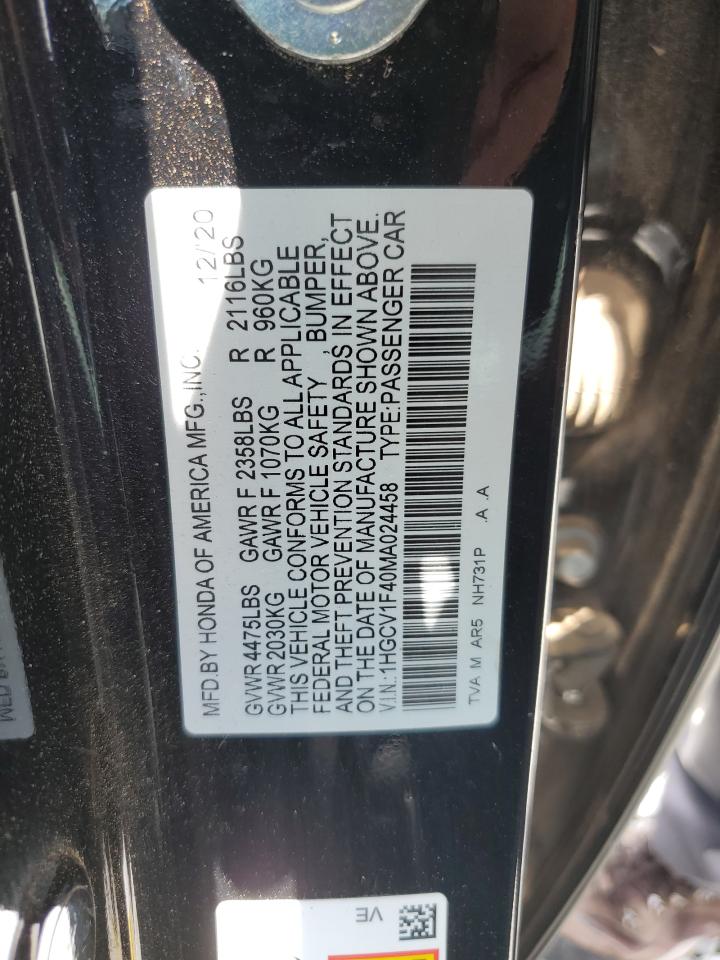 MFD.BY HONDA OF AMERICA MFG.,INC. 12/'20
GVWR 4475LBS GAWR F 2358LBS R 2116LBS
GVWR2030KG GAWR F 1070KG R 960KG
THIS VEHICLE CONFORMS TO ALL APPLICABLE
FEDERAL MOTOR VEHICLE SAFETY , BUMPER,
AND THEFT PREVENTION STANDARDS IN EFFECT
ON THE DATE OF MANUFACTURE SHOWN ABOVE.
V.I.N.:1HGCV1F40MA024458 TYPE:PASSENGER CAR
TVA M AR5 NH731P .A .A
VE